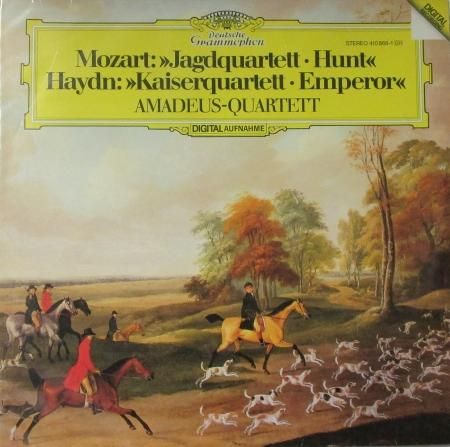 Deutsche
Grammophon
STEREO 410 866-1 GH
DIGITAL
Mozart:»Jagdquartett · Hunt«
Haydn:»Kaiserquartett · Emperor«
AMADEUS-QUARTETT
DIGITAL AUFNAHME